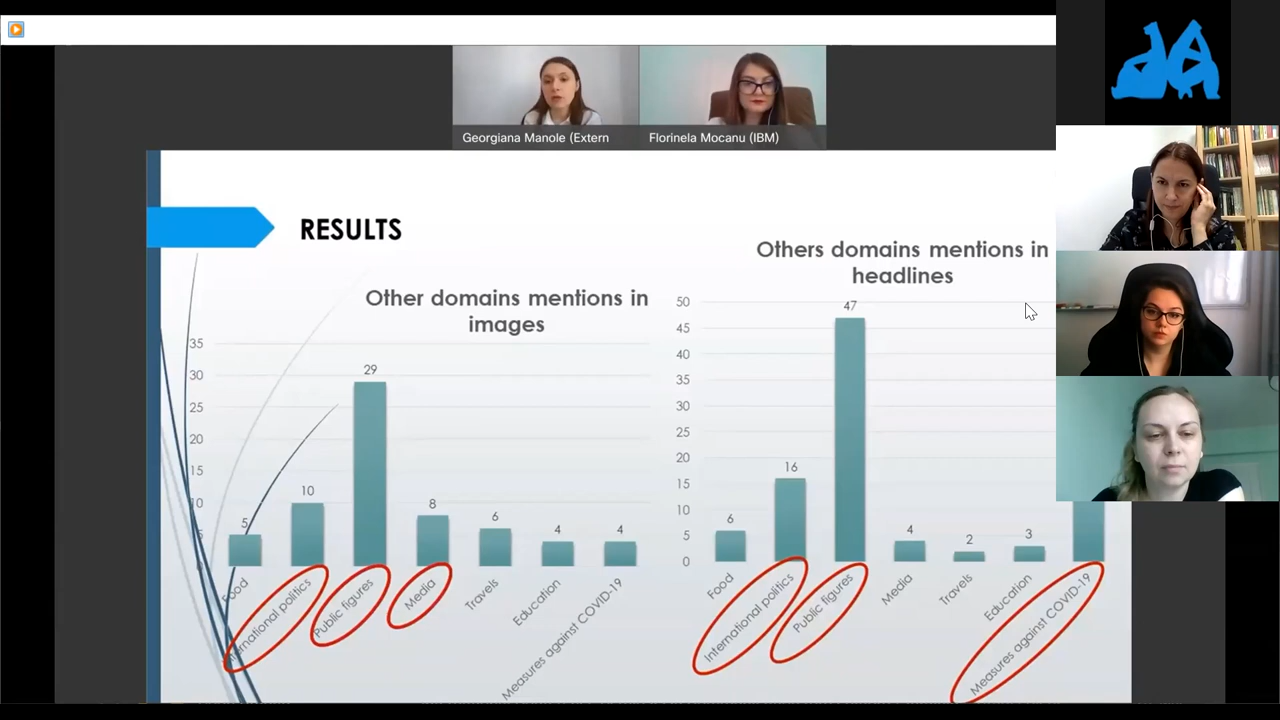 Georgiana Manole (Extern
Florinela Mocanu (IBM)
RESULTS
Other domains mentions in
images
35
30
25
20
15
10
5
29
10
5
8
6
4
4
Food
International politics
Public figures
Media
Travels
Education
Measures against COVID-19
Others domains mentions in
headlines
50
45
40
35
30
25
20
15
10
5
0
6
16
47
4
2
3
Food
International politics
Public figures
Media
Travels
Education
Measures against COVID-19